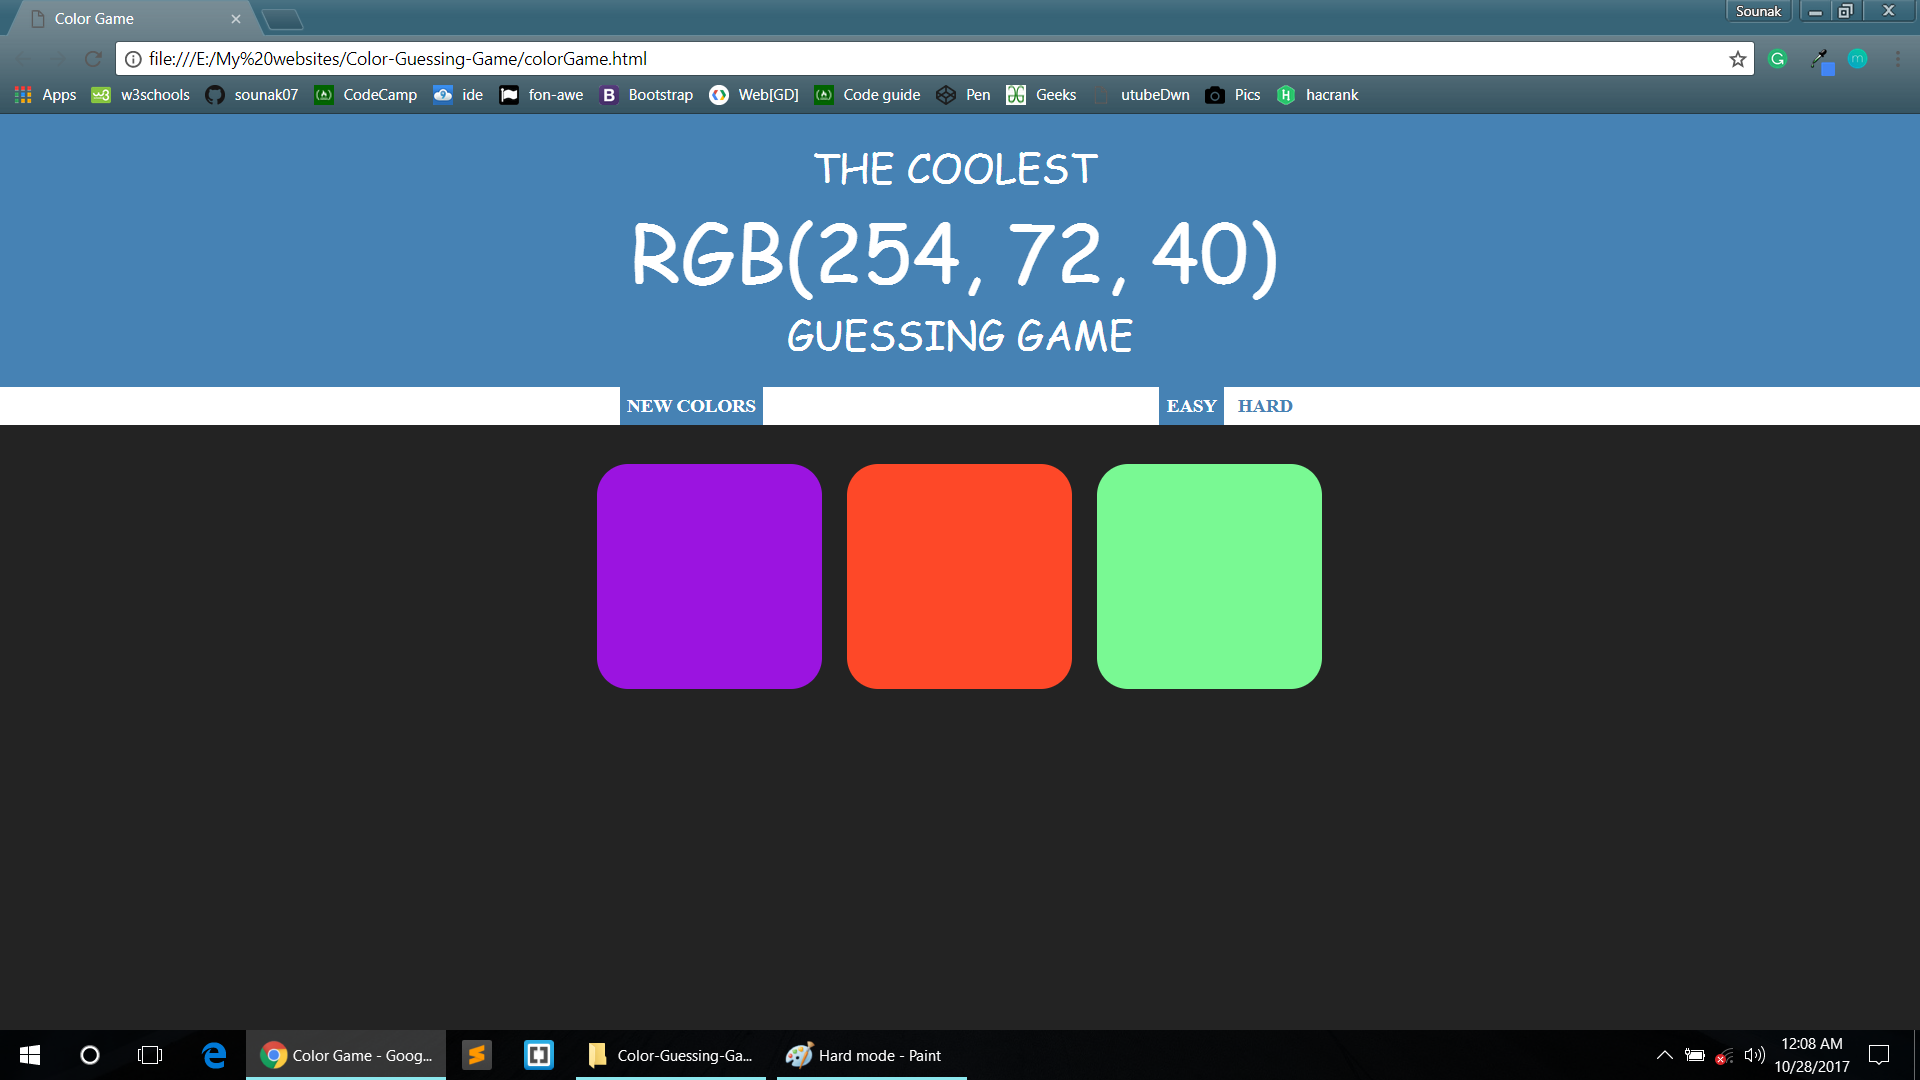 Color Game
Sounak
file:///E:/My%20websites/Color-Guessing-Game/colorGame.html
Apps w3schools sounak07 CodeCamp ide fon-awe Bootstrap Web[GD] Code guide Pen Geeks utubeDwn Pics hacrank
THE COOLEST
RGB(254, 72, 40)
GUESSING GAME
NEW COLORS EASY HARD
Color Game - Goog... Color-Guessing-Ga... Hard mode - Paint
12:08 AM
10/28/2017